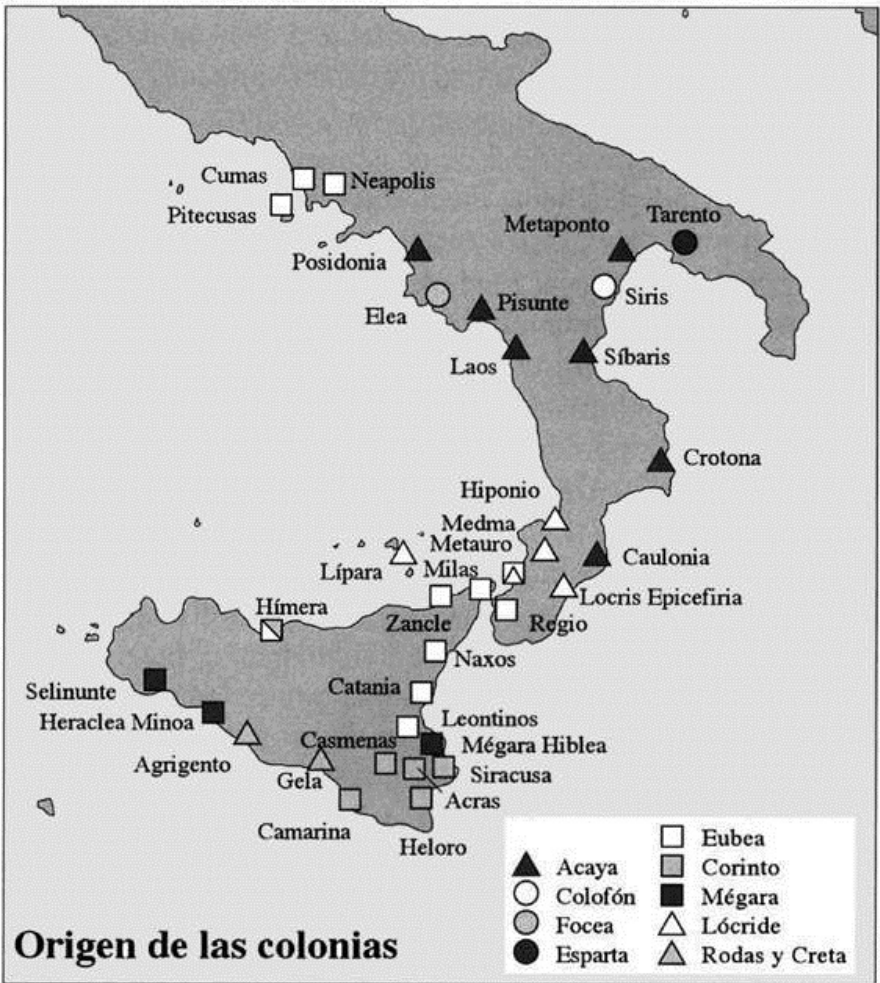 Cumas
Neapolis
Pitecusas
Tarento
Metaponto
Posidonia
Siris
Elea
Pisunte
Laos
Síbaris
Crotona
Hiponio
Medma
Metauro
Caulonia
Lípara
Milas
Locris Epicefiria
Hímera
Zancle
Regio
Naxos
Selinunte
Catania
Heraclea Minoa
Leontinos
Casmenas
Mégara Hiblea
Agrigento
Gela
Siracusa
Acras
Camarina
Heloro
Eubea
Acaya
Corinto
Colofón
Mégara
Focea
Lócride
Esparta
Rodas y Creta
Origen de las colonias